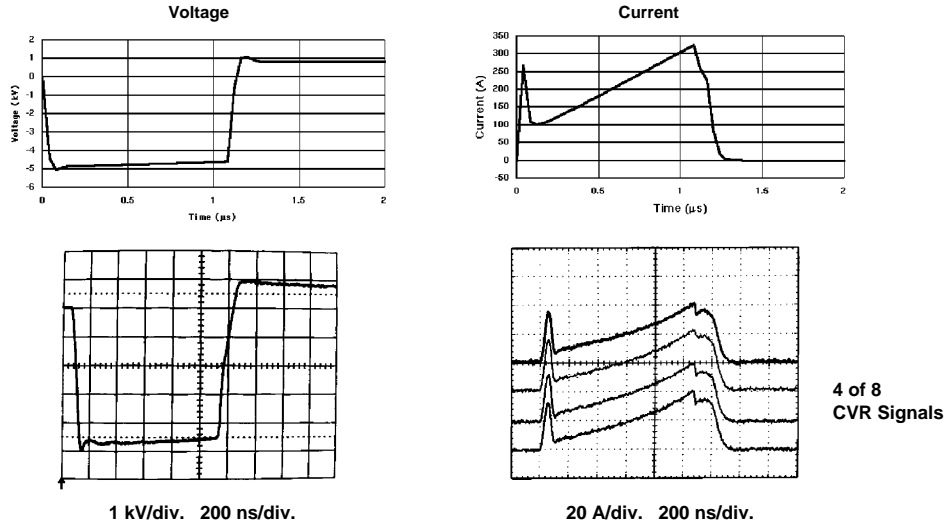 Voltage
Current
2
1
0
-1
-2
-3
-4
-5
-6
Voltage (kV)
0
0.5
1
1.5
2
Time (μs)
350
300
250
200
150
100
50
0
-50
Current (A)
0
0.5
1
1.5
2
Time (μs)
4 of 8
CVR Signals
1 kV/div. 200 ns/div.
20 A/div. 200 ns/div.